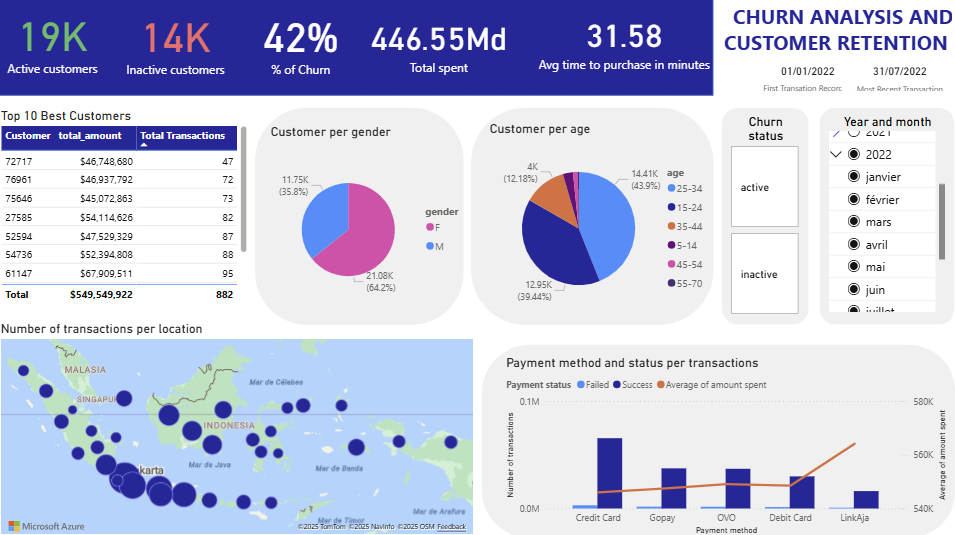 19K
Active customers
14K
Inactive customers
42%
% of Churn
446.55Md
Total spent
31.58
Avg time to purchase in minutes
CHURN ANALYSIS AND
CUSTOMER RETENTION
01/01/2022
First Transation Record
31/07/2022
Most Recent Transaction
Top 10 Best Customers
Customer total_amount Total Transactions
72717 $46,748,680 47
76961 $46,937,792 72
75646 $45,072,863 73
27585 $54,114,626 82
52594 $47,529,329 87
54736 $52,394,808 88
61147 $67,909,511 95
Total $549,549,922 882
Customer per gender
11.75K
(35.8%)
21.08K
(64.2%)
gender
F
M
Customer per age
4K
(12.18%)
14.41K
(43.9%)
12.95K
(39.44%)
age
25-34
15-24
35-44
5-14
45-54
55-70
Churn
status
active
inactive
Year and month
2021
2022
janvier
février
mars
avril
mai
juin
juillet
Number of transactions per location
MALAYSIA
SINGAPU
INDONESIA
karta
Mar de Célebes
Mar de Java
Mar de Banda
Mar de Timor
Mar de Arafura
Microsoft Azure
©2025 TomTom ©2025 NavInfo ©2025 OSM Feedback
Payment method and status per transactions
Payment status Failed Success Average of amount spent
Number of transactions
0.1M
0.0M
580K
560K
540K
Average of amount spent
Credit Card Gopay OVO Debit Card LinkAja
Payment method